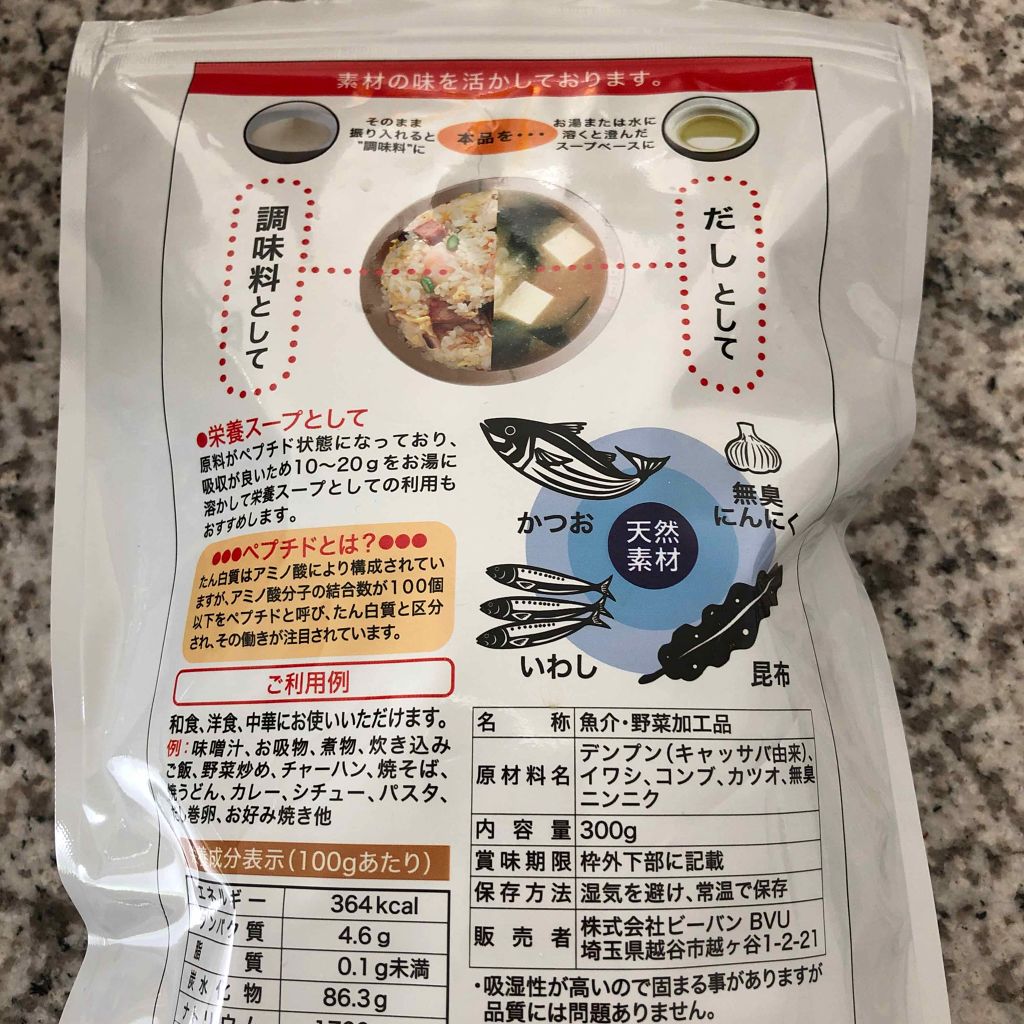 素材の味を活かしております。
そのまま
振り入れると
"調味料"に
本品を・・・
お湯または水に
溶くと澄んだ
スープベースに
調味料として
だしとして
●栄養スープとして
原料がペプチド状態になっており、
吸収が良いため10〜20gをお湯に
溶かして栄養スープとしての利用も
おすすめします。
●●●ペプチドとは?●●●
たん白質はアミノ酸により構成されてい
ますが、アミノ酸分子の結合数が100個
以下をペプチドと呼び、たん白質と区分
され、その働きが注目されています。
かつお
無臭
にんにく
天然
素材
いわし
昆布
ご利用例
和食、洋食、中華にお使いいただけます。
例:味噌汁、お吸物、煮物、炊き込み
ご飯、野菜炒め、チャーハン、焼そば、
焼うどん、カレー、シチュー、パスタ、
だし巻卵、お好み焼き他
成分表示(100gあたり)
エネルギー 364kcal
タンパク質 4.6g
脂質 0.1g未満
炭水化物 86.3g
ナトリウム
名称 魚介・野菜加工品
原材料名 デンプン(キャッサバ由来)、
イワシ、コンブ、カツオ、無臭
ニンニク
内容量 300g
賞味期限 枠外下部に記載
保存方法 湿気を避け、常温で保存
販売者 株式会社ビーバン BVU
埼玉県越谷市越ヶ谷1-2-21
・吸湿性が高いので固まる事がありますが
品質には問題ありません。